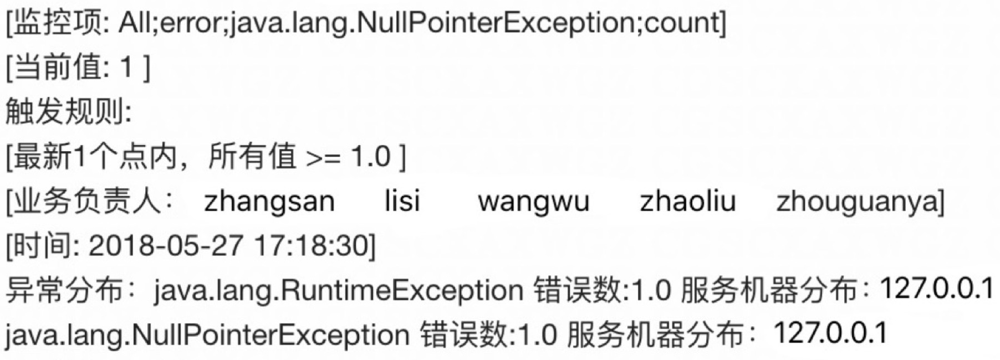 [监控项: All;error;java.lang.NullPointerException;count]
[当前值: 1 ]
触发规则:
[最新1个点内，所有值 >= 1.0 ]
[业务负责人： zhangsan lisi wangwu zhaoliu zhouguanya]
[时间: 2018-05-27 17:18:30]
异常分布：java.lang.RuntimeException 错误数:1.0 服务机器分布：127.0.0.1
java.lang.NullPointerException 错误数:1.0 服务机器分布：127.0.0.1